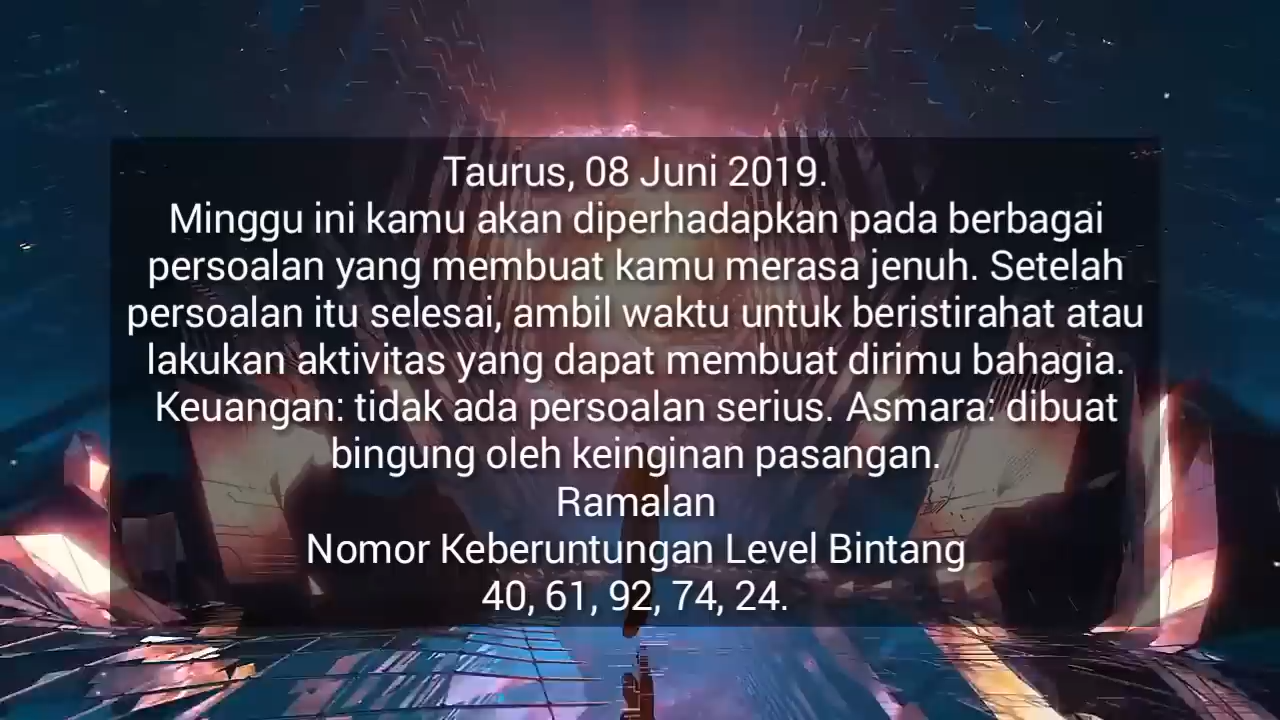 Taurus, 08 Juni 2019.
Minggu ini kamu akan diperhadapkan pada berbagai
persoalan yang membuat kamu merasa jenuh. Setelah
persoalan itu selesai, ambil waktu untuk beristirahat atau
lakukan aktivitas yang dapat membuat dirimu bahagia.
Keuangan: tidak ada persoalan serius. Asmara: dibuat
bingung oleh keinginan pasangan.
Ramalan
Nomor Keberuntungan Level Bintang
40, 61, 92, 74, 24.